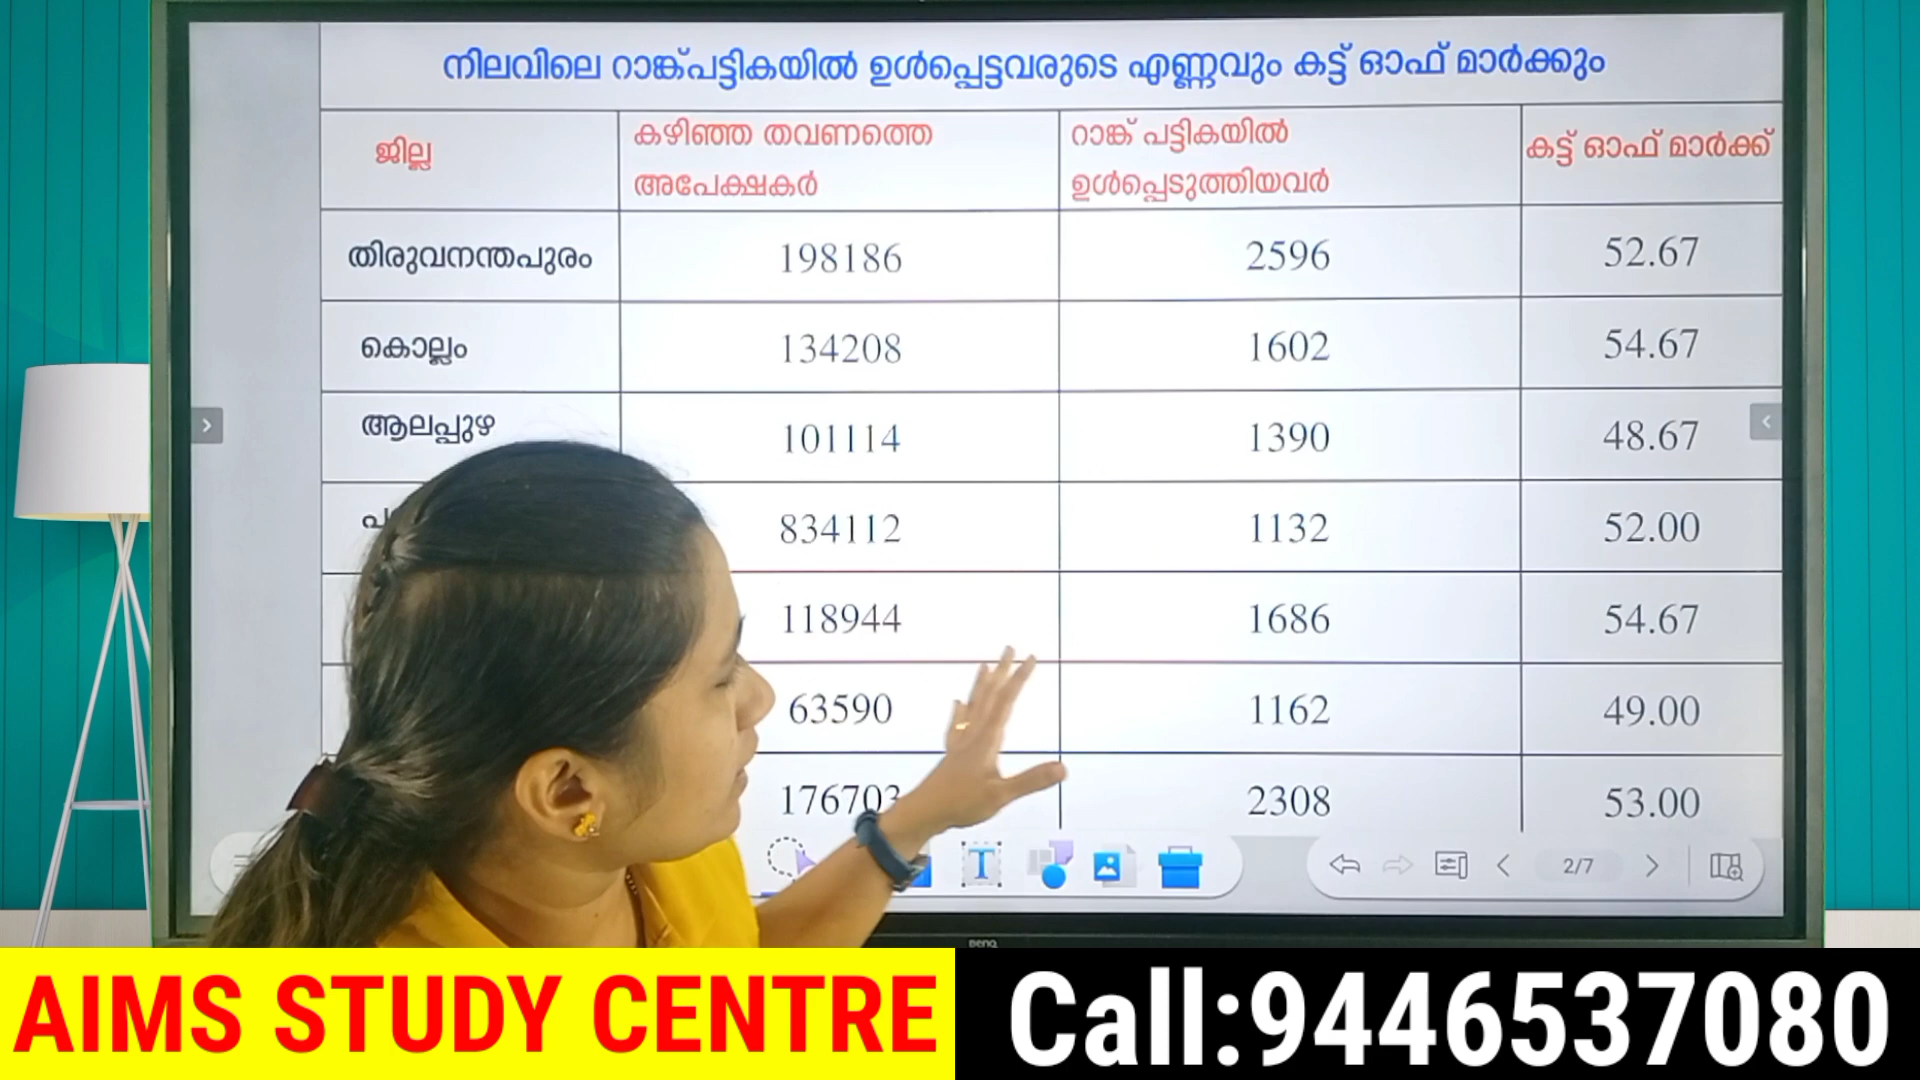 നിലവിലെ റാങ്ക്പട്ടികയിൽ ഉൾപ്പെട്ടവരുടെ എണ്ണവും കട്ട് ഓഫ് മാർക്കും
ജില്ല
കഴിഞ്ഞ തവണത്തെ
അപേക്ഷകർ
റാങ്ക് പട്ടികയിൽ
ഉൾപ്പെടുത്തിയവർ
കട്ട് ഓഫ് മാർക്ക്
തിരുവനന്തപുരം 198186 2596 52.67
കൊല്ലം 134208 1602 54.67
ആലപ്പുഴ 101114 1390 48.67
834112 1132 52.00
118944 1686 54.67
63590 1162 49.00
176703 2308 53.00
T 2/7
BenQ
AIMS STUDY CENTRE Call:9446537080